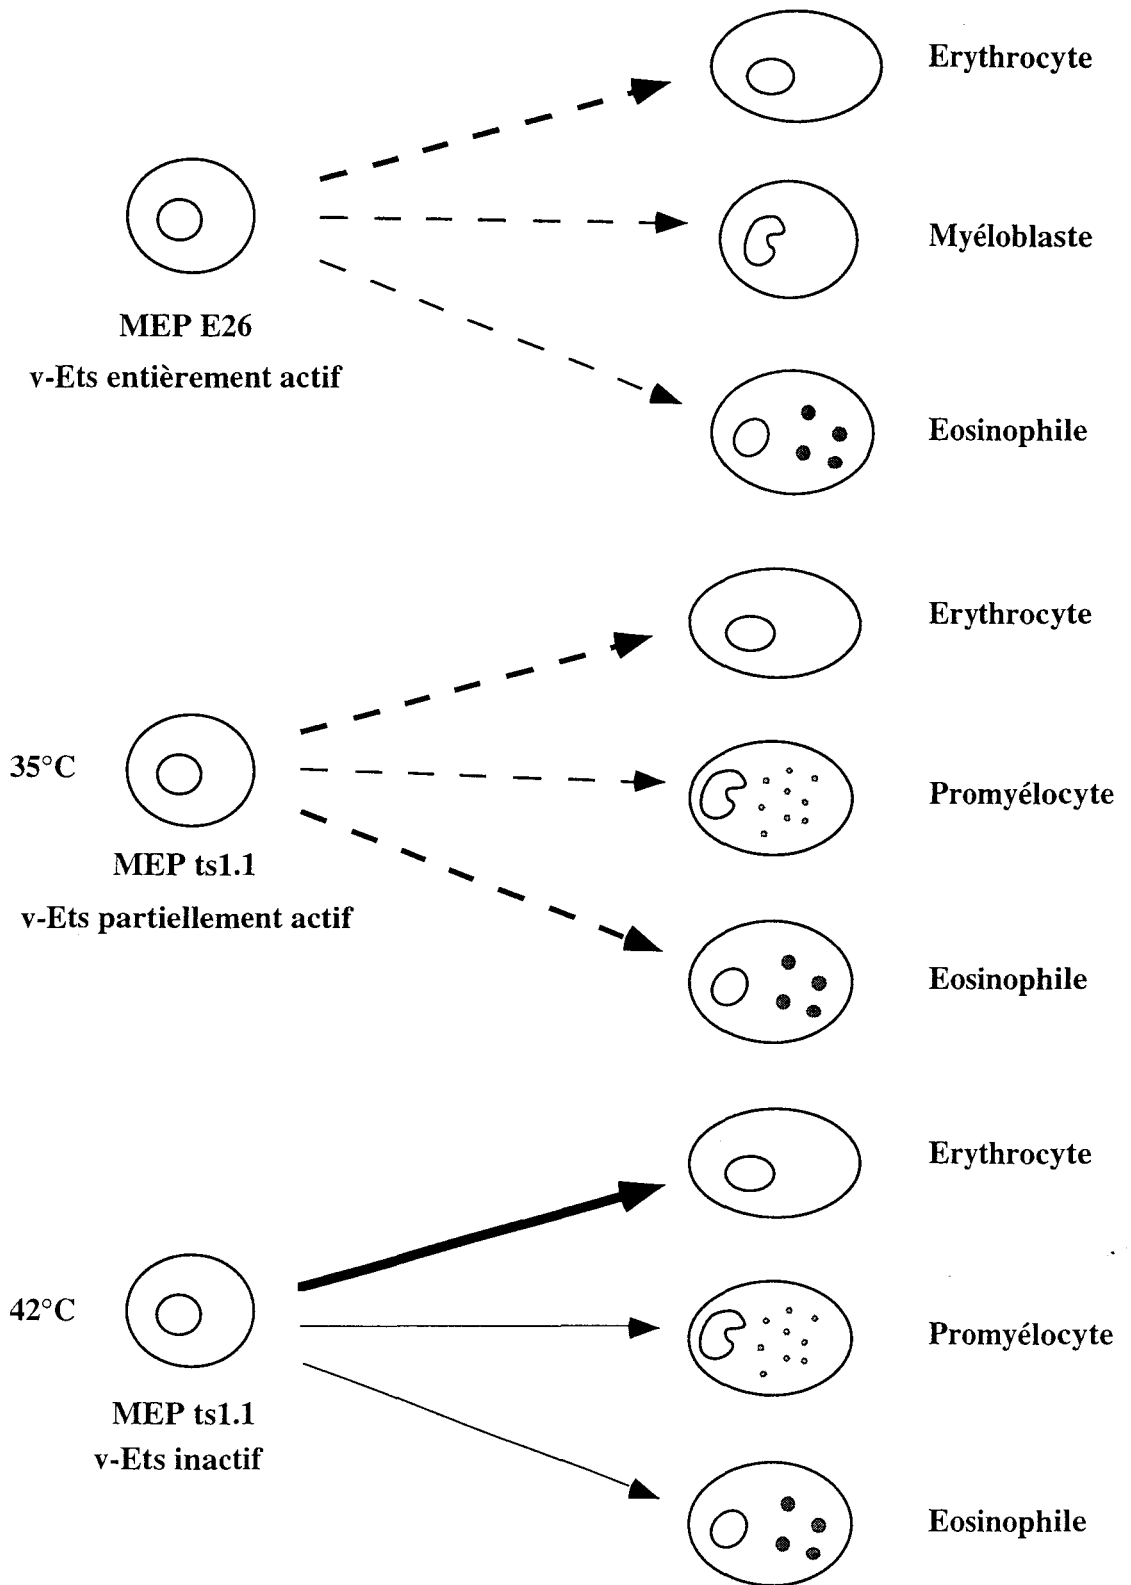 Erythrocyte
Myéloblaste
MEP E26
v-Ets entièrement actif
Eosinophile
Erythrocyte
35°C
Promyélocyte
MEP ts1.1
v-Ets partiellement actif
Eosinophile
Erythrocyte
42°C
Promyélocyte
MEP ts1.1
v-Ets inactif
Eosinophile